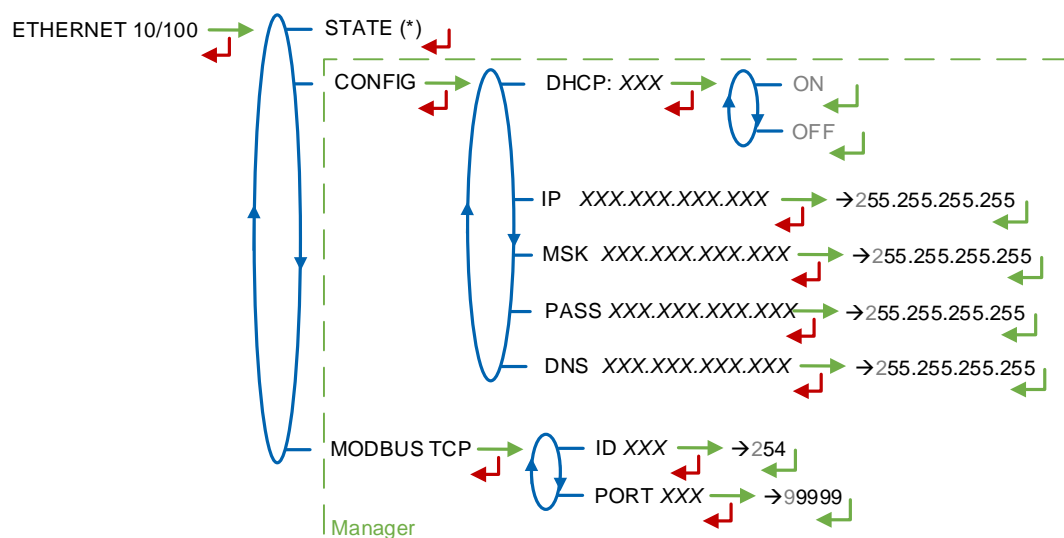 ETHERNET 10/100
STATE (*)
CONFIG
DHCP: XXX
ON
OFF
IP XXX.XXX.XXX.XXX →255.255.255.255
MSK XXX.XXX.XXX.XXX →255.255.255.255
PASS XXX.XXX.XXX.XXX →255.255.255.255
DNS XXX.XXX.XXX.XXX →255.255.255.255
MODBUS TCP
ID XXX →254
PORT XXX →99999
Manager